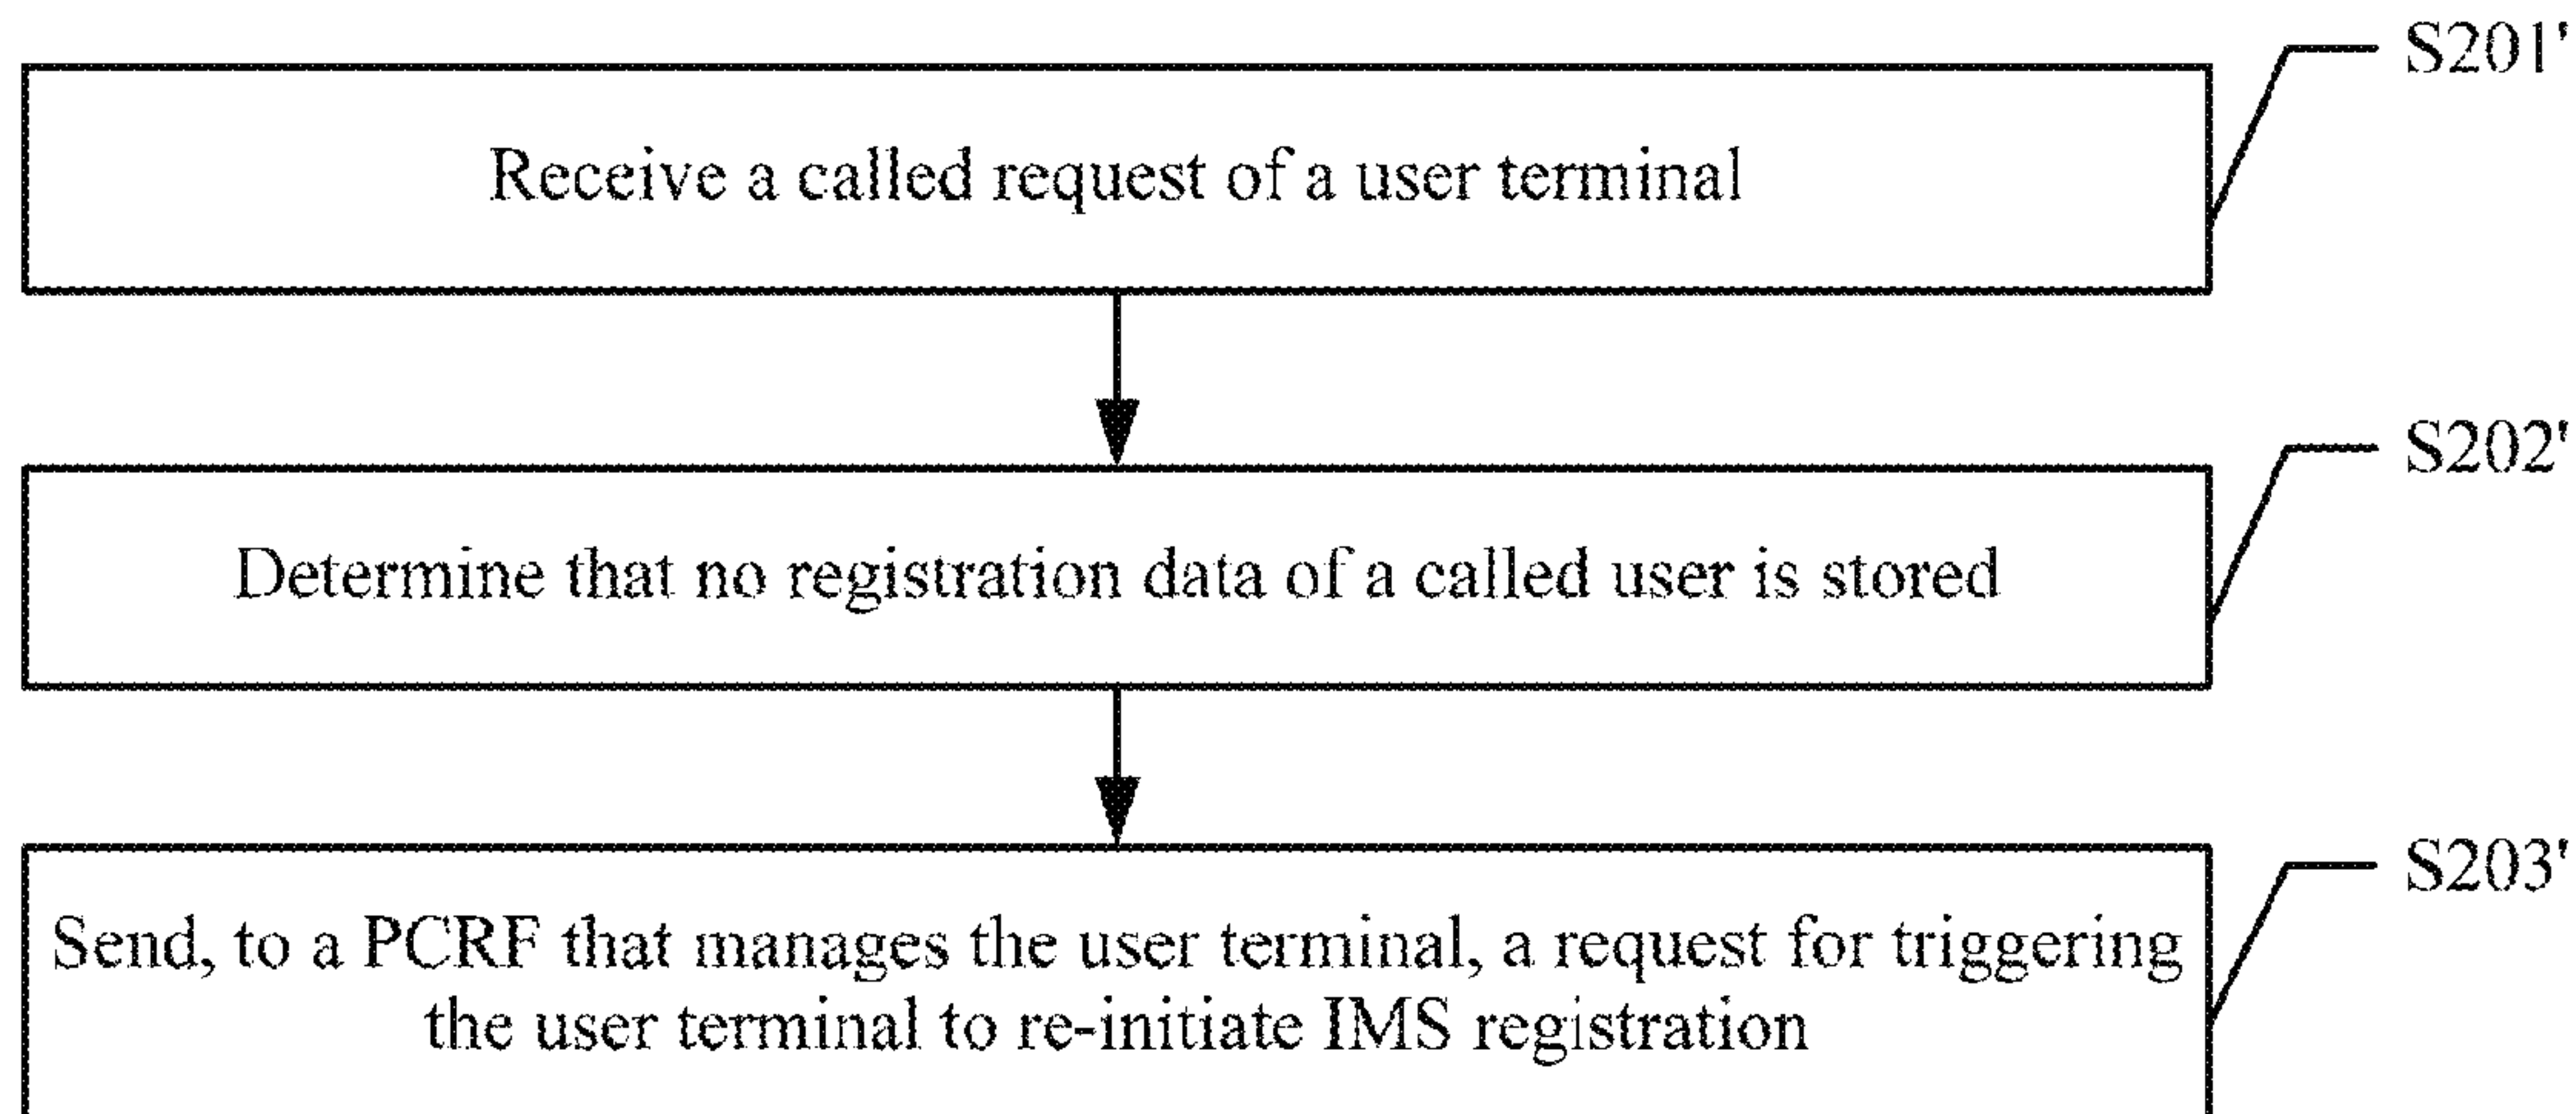 S201'
Receive a called request of a user terminal
S202'
Determine that no registration data of a called user is stored
S203'
Send, to a PCRF that manages the user terminal, a request for triggering
the user terminal to re-initiate IMS registration